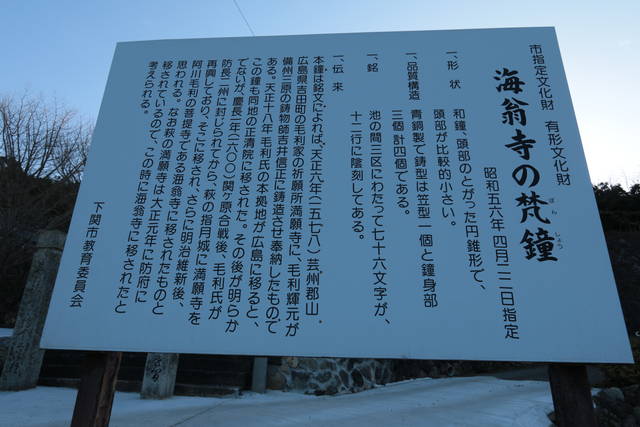 市指定文化財 有形文化財
海翁寺の梵鐘
ぼん しょう
昭和五六年四月二二日指定
一、形 状
和鐘、頭部のとがった円錐形で、
頭部が比較的小さい。
一、品質構造
青銅製で鋳型は笠型一個と鐘身部
三個計四個である。
一、銘
池の間三区にわたって七十六文字が、
十二行に陰刻してある。
一、伝 来
本鐘は銘文によれば、天正六年(一五七八)芸州郡山.
広島県吉田町の毛利家の祈願所満願寺に、毛利輝元が
備州三原の鋳物師吉井信正に鋳造させ奉納したもので
ある。天正十八年 毛利氏の本拠地が広島に移ると、
この鐘も同地の正清院に移された。その後が明らか
でないが、慶長二年(一六〇〇)関ヶ原合戦後、毛利氏が
防長二州に封じられてから、萩の指月城に満願寺を
再興しており、そこに移され、さらに明治維新後、
阿川毛利の菩提寺である海翁寺に移されたものと
思われる。なお萩の満願寺は大正元年に防府に
移されているので、この時に海翁寺に移されたと
考えられる。
下関市教育委員会